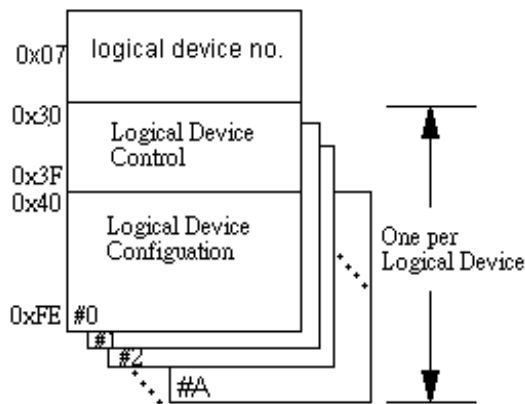 0x07
logical device no.
0x30
Logical Device
Control
0x3F
0x40
Logical Device
Configuation
0xFE
#0
#1
#2
#A
One per
Logical Device